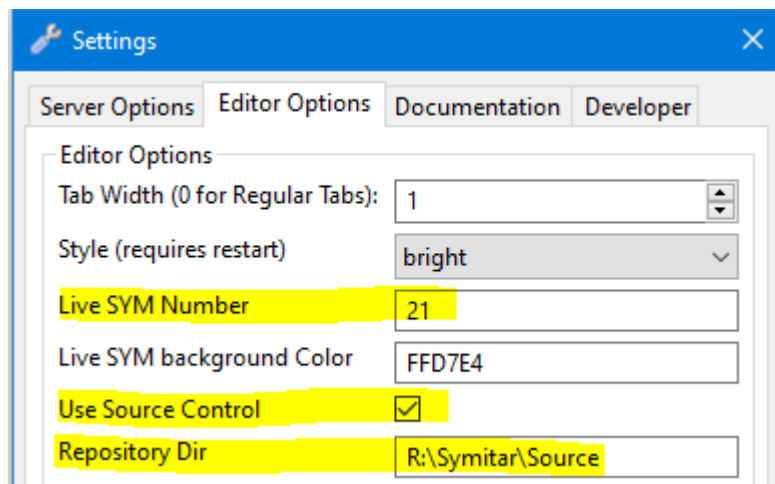 Settings
Server Options Editor Options Documentation Developer
Editor Options
Tab Width (0 for Regular Tabs): 1
Style (requires restart) bright
Live SYM Number 21
Live SYM background Color FFD7E4
Use Source Control
Repository Dir R:\Symitar\Source